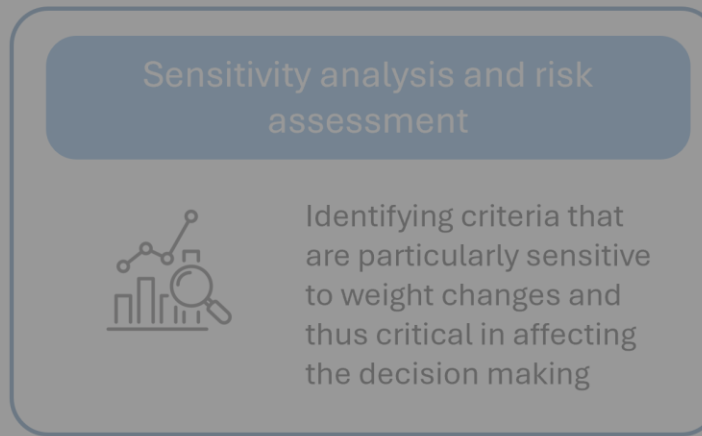 Sensitivity analysis and risk
assessment
Identifying criteria that
are particularly sensitive
to weight changes and
thus critical in affecting
the decision making